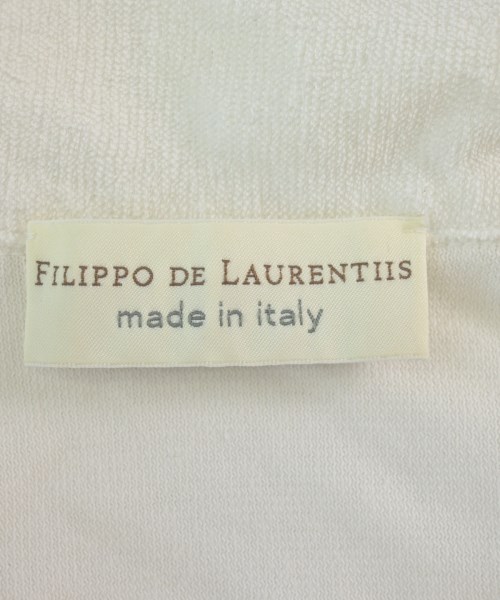 FILIPPO DE LAURENTIIS
made in italy